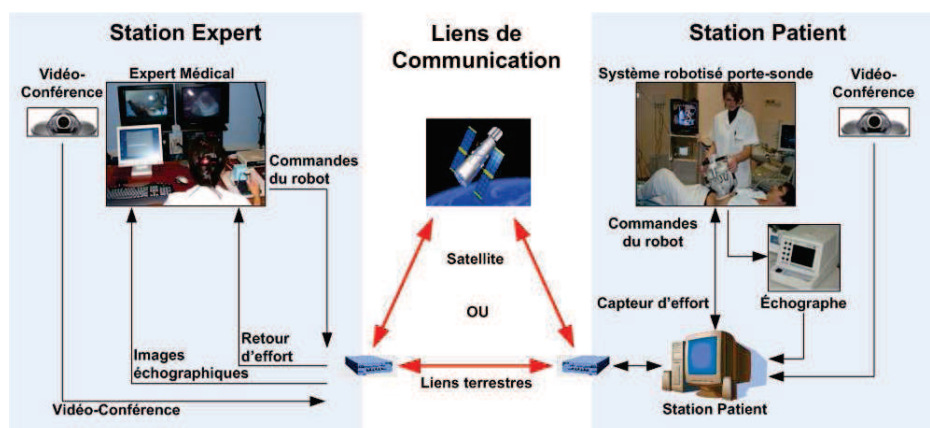 Station Expert
Liens de
Communication
Station Patient
Vidéo-
Conférence
Expert Médical
Système robotisé porte-sonde
Vidéo-
Conférence
Commandes
du robot
Commandes
du robot
Satellite
OU
Capteur d'effort
Échographe
Retour
d'effort
Images
échographiques
Liens terrestres
Vidéo-Conférence
Station Patient